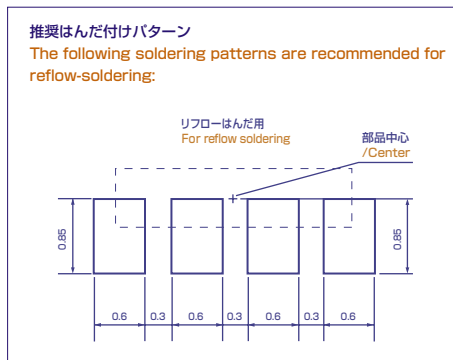 推奨はんだ付けパターン
The following soldering patterns are recommended for
reflow-soldering:
リフローはんだ用
For reflow soldering
部品中心
/Center
0.85
0.85
0.6 0.3 0.6 0.3 0.6 0.3 0.6